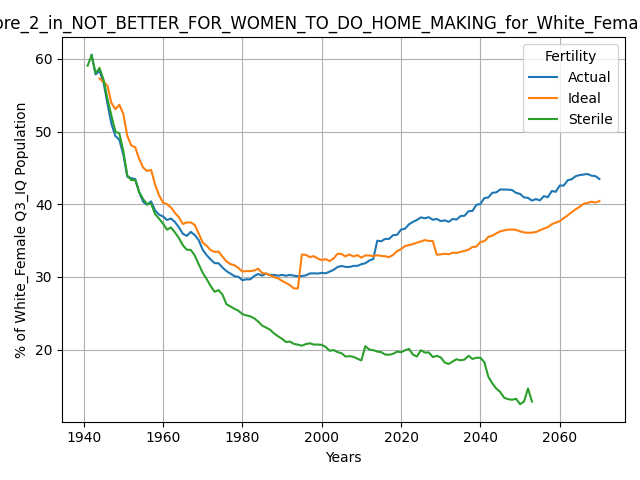 ore_2_in_NOT_BETTER_FOR_WOMEN_TO_DO_HOME_MAKING_for_White_Fema
% of White_Female Q3_IQ Population
60
50
40
30
20
Fertility
Actual
Ideal
Sterile
1940 1960 1980 2000 2020 2040 2060
Years